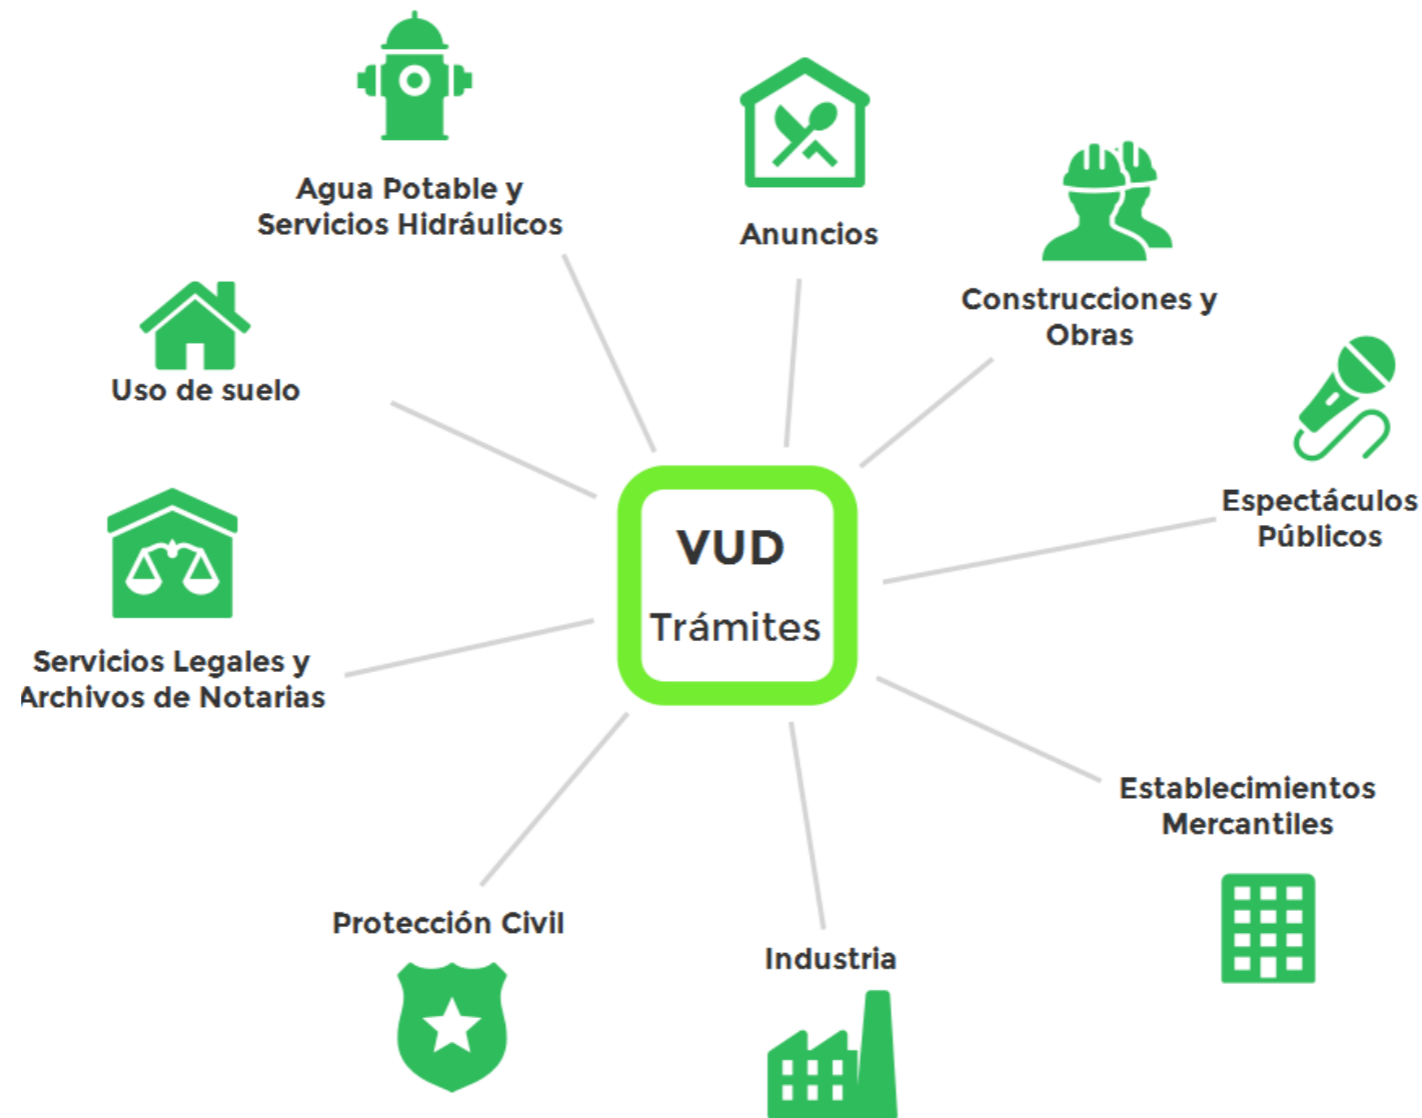 Agua Potable y
Servicios Hidráulicos
Anuncios
Construcciones y
Obras
Uso de suelo
Espectáculos
Públicos
VUD
Trámites
Servicios Legales y
Archivos de Notarias
Establecimientos
Mercantiles
Protección Civil
Industria